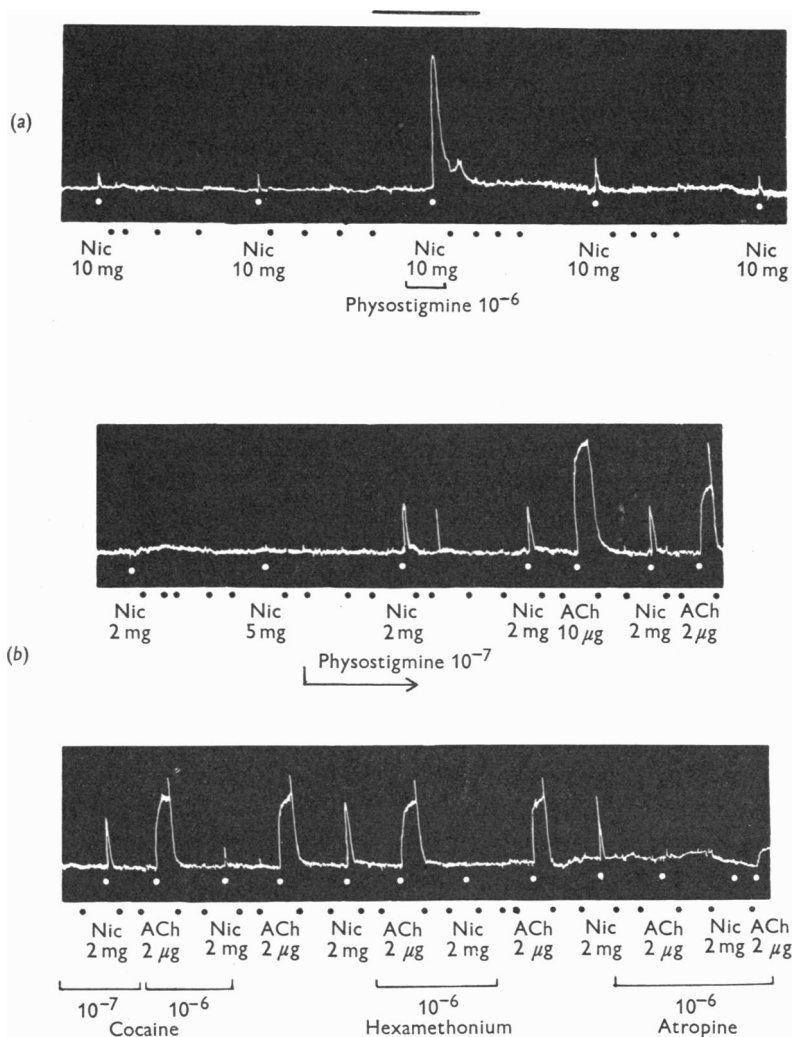 (a)
Nic Nic Nic Nic Nic
10 mg 10 mg 10 mg 10 mg 10 mg
Physostigmine 10⁻⁶
(b)
Nic Nic Nic Nic ACh Nic ACh
2 mg 5 mg 2 mg 2 mg 10 μg 2 mg 2 μg
Physostigmine 10⁻⁷
Nic ACh Nic ACh Nic ACh Nic ACh Nic ACh Nic ACh
2 mg 2 μg 2 mg 2 μg 2 mg 2 μg 2 mg 2 μg 2 mg 2 μg 2 mg 2 μg
10⁻⁷ 10⁻⁶ 10⁻⁶ 10⁻⁶
Cocaine Hexamethonium Atropine